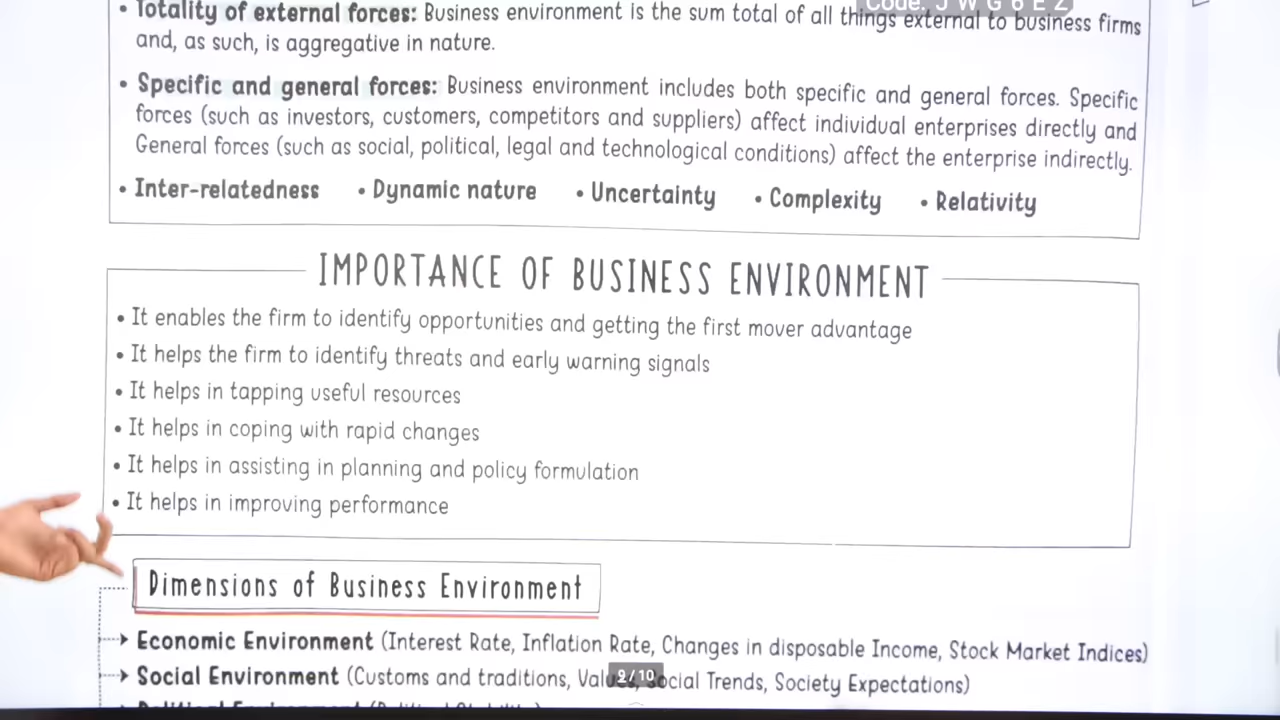 Code: J W G 6 E Z
• Totality of external forces: Business environment is the sum total of all things external to business firms
and, as such, is aggregative in nature.
• Specific and general forces: Business environment includes both specific and general forces. Specific
forces (such as investors, customers, competitors and suppliers) affect individual enterprises directly and
General forces (such as social, political, legal and technological conditions) affect the enterprise indirectly.
• Inter-relatedness • Dynamic nature • Uncertainty • Complexity • Relativity
IMPORTANCE OF BUSINESS ENVIRONMENT
• It enables the firm to identify opportunities and getting the first mover advantage
• It helps the firm to identify threats and early warning signals
• It helps in tapping useful resources
• It helps in coping with rapid changes
• It helps in assisting in planning and policy formulation
• It helps in improving performance
Dimensions of Business Environment
Economic Environment (Interest Rate, Inflation Rate, Changes in disposable Income, Stock Market Indices)
Social Environment (Customs and traditions, Values, Social Trends, Society Expectations)
9/10